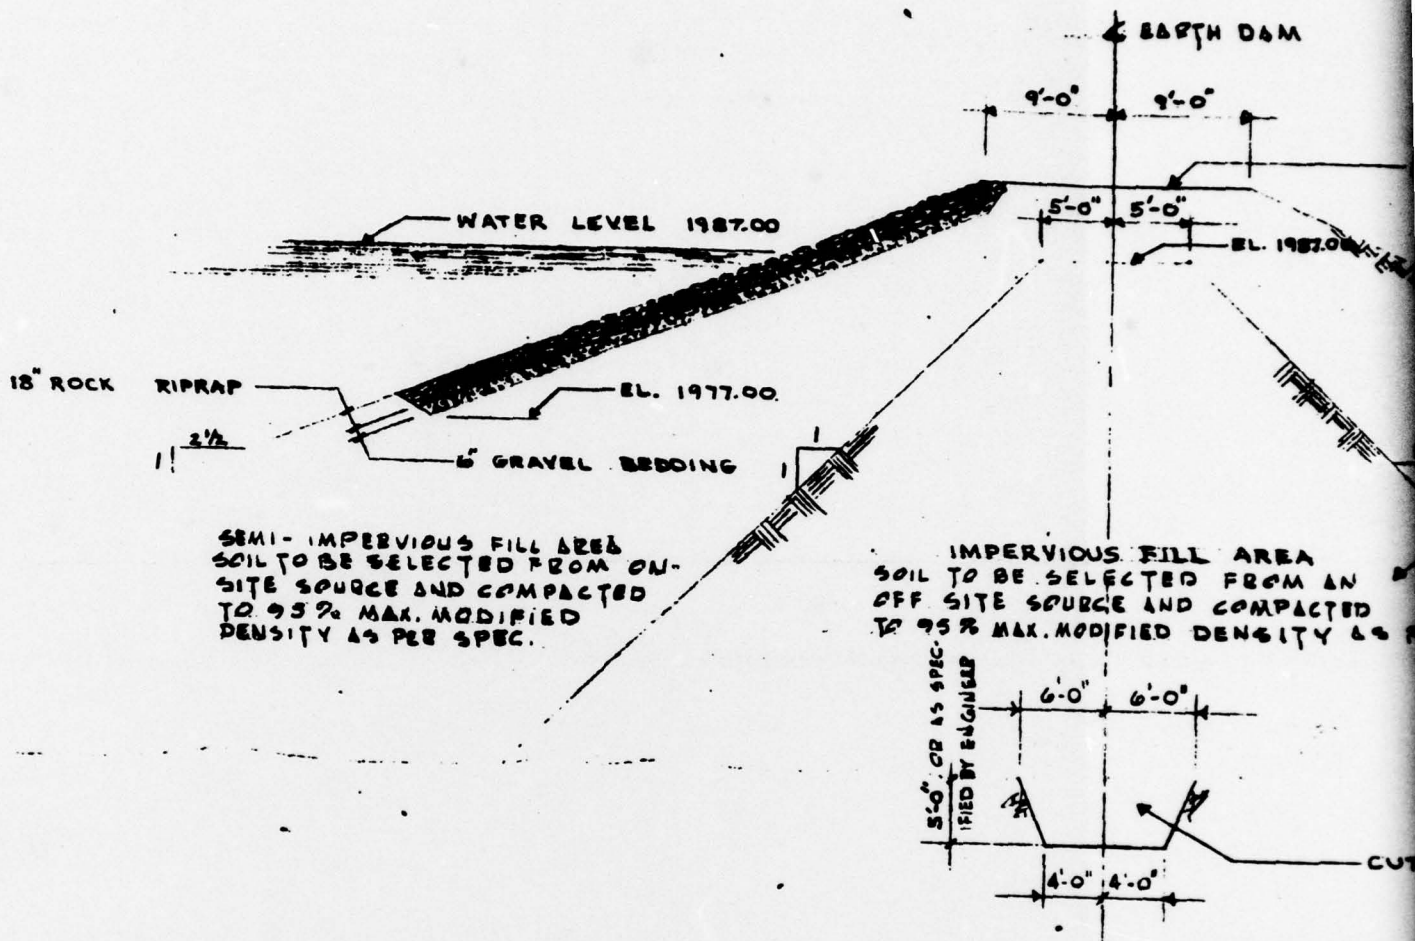 ℄ EARTH DAM
9'-0" 9'-0"
WATER LEVEL 1987.00
5'-0" 5'-0"
EL. 1987.00
18" ROCK RIPRAP
EL. 1977.00
1 2 1/2
6" GRAVEL BEDDING
1
1
SEMI-IMPERVIOUS FILL AREA
SOIL TO BE SELECTED FROM ON-
SITE SOURCE AND COMPACTED
TO 95% MAX. MODIFIED
DENSITY AS PER SPEC.
IMPERVIOUS FILL AREA
SOIL TO BE SELECTED FROM AN
OFF SITE SOURCE AND COMPACTED
TO 95% MAX. MODIFIED DENSITY AS
6'-0" 6'-0"
5'-0" OR AS SPEC-
IFIED BY ENGINEER
4'-0" 4'-0"
CUT